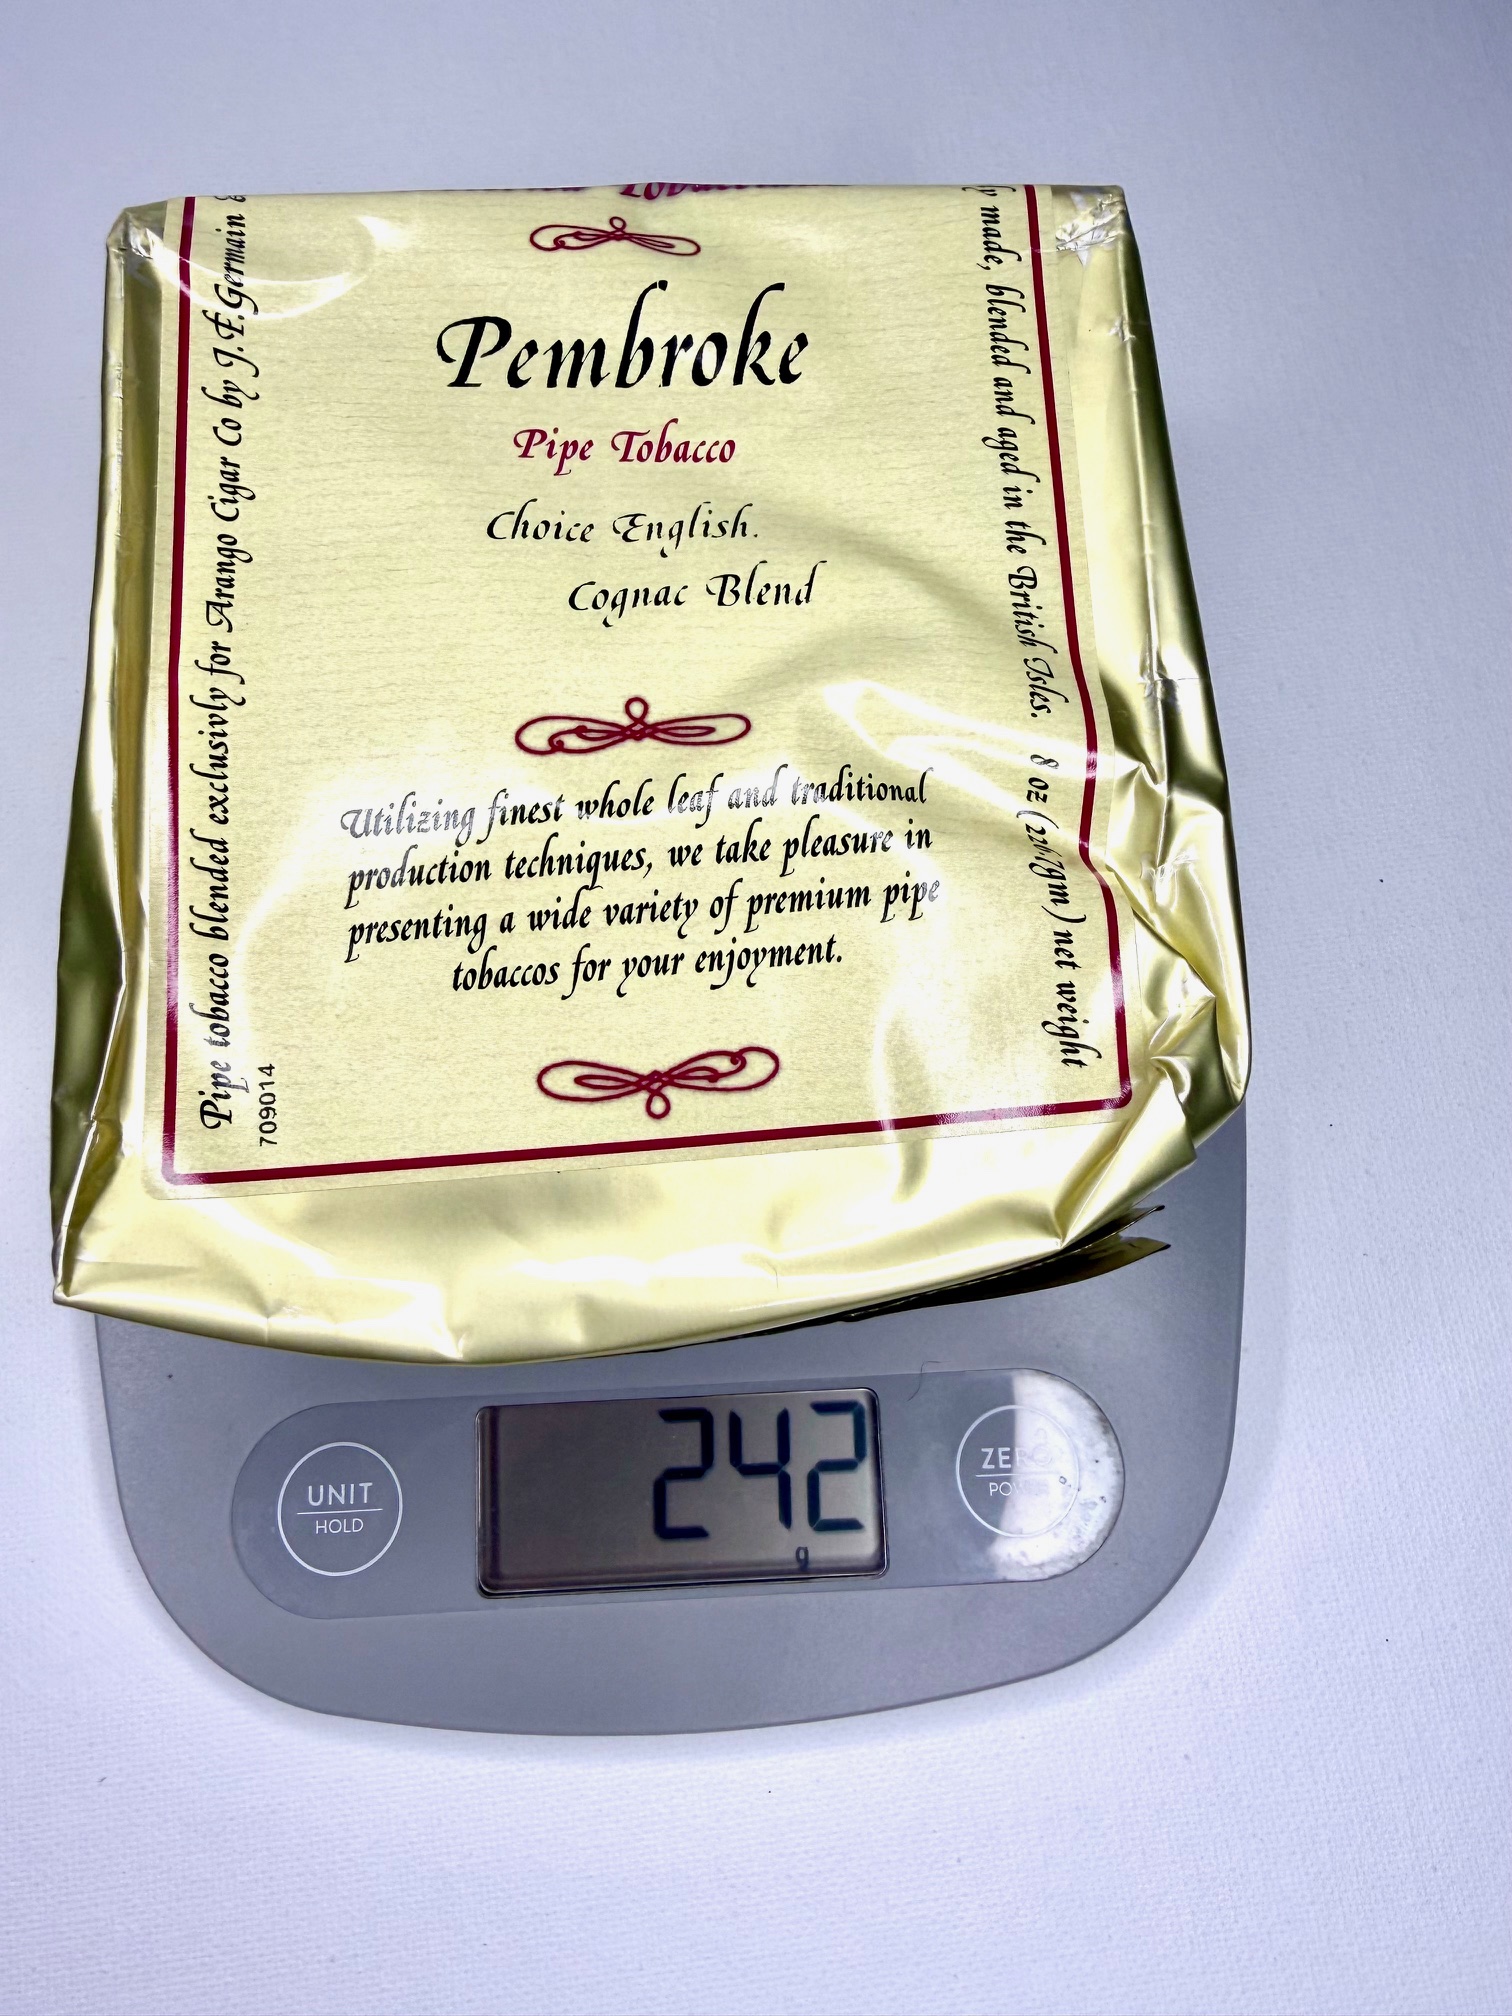 Tobacco
Pembroke
Pipe Tobacco
Choice English.
Cognac Blend
Utilizing finest whole leaf and traditional
production techniques, we take pleasure in
presenting a wide variety of premium pipe
tobaccos for your enjoyment.
Pipe tobacco blended exclusivly for Arango Cigar Co by J.F.Germain &
709014
made, blended and aged in the British Isles. 8 oz (226.7gm) net weight
242
g
UNIT
HOLD
ZERO
POWER